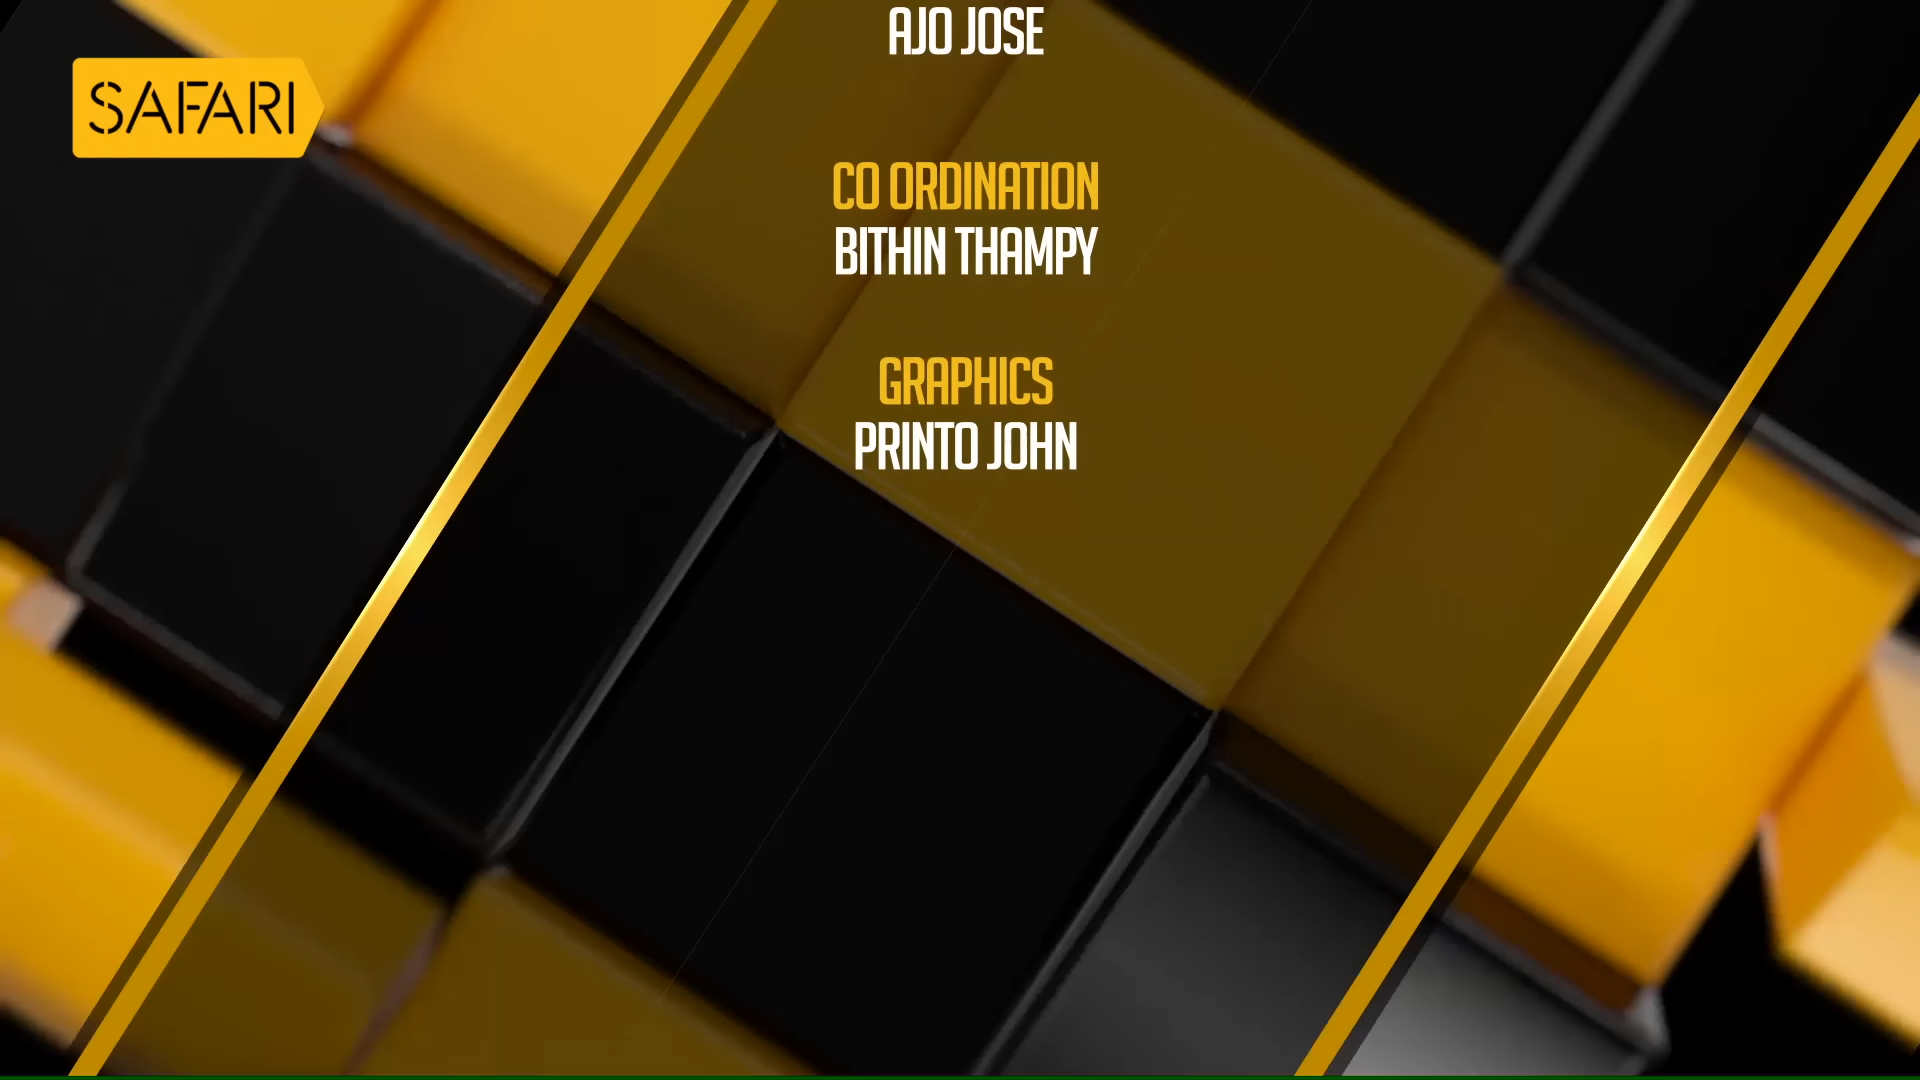 AJO JOSE
SAFARI
CO ORDINATION
BITHIN THAMPY
GRAPHICS
PRINTO JOHN